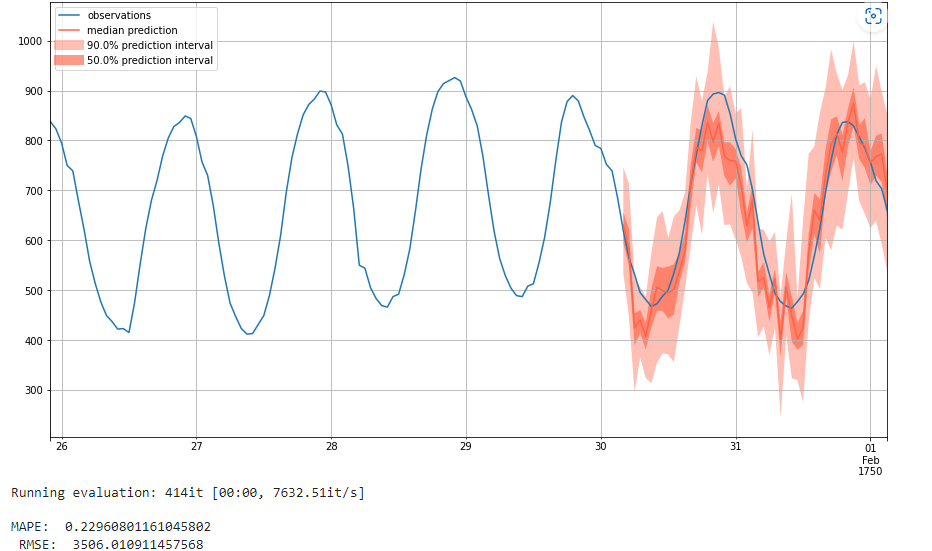 observations
median prediction
90.0% prediction interval
50.0% prediction interval
1000
900
800
700
600
500
400
300
26 27 28 29 30 31 01
Feb
1750
Running evaluation: 414it [00:00, 7632.51it/s]
MAPE: 0.22960801161045802
RMSE: 3506.010911457568